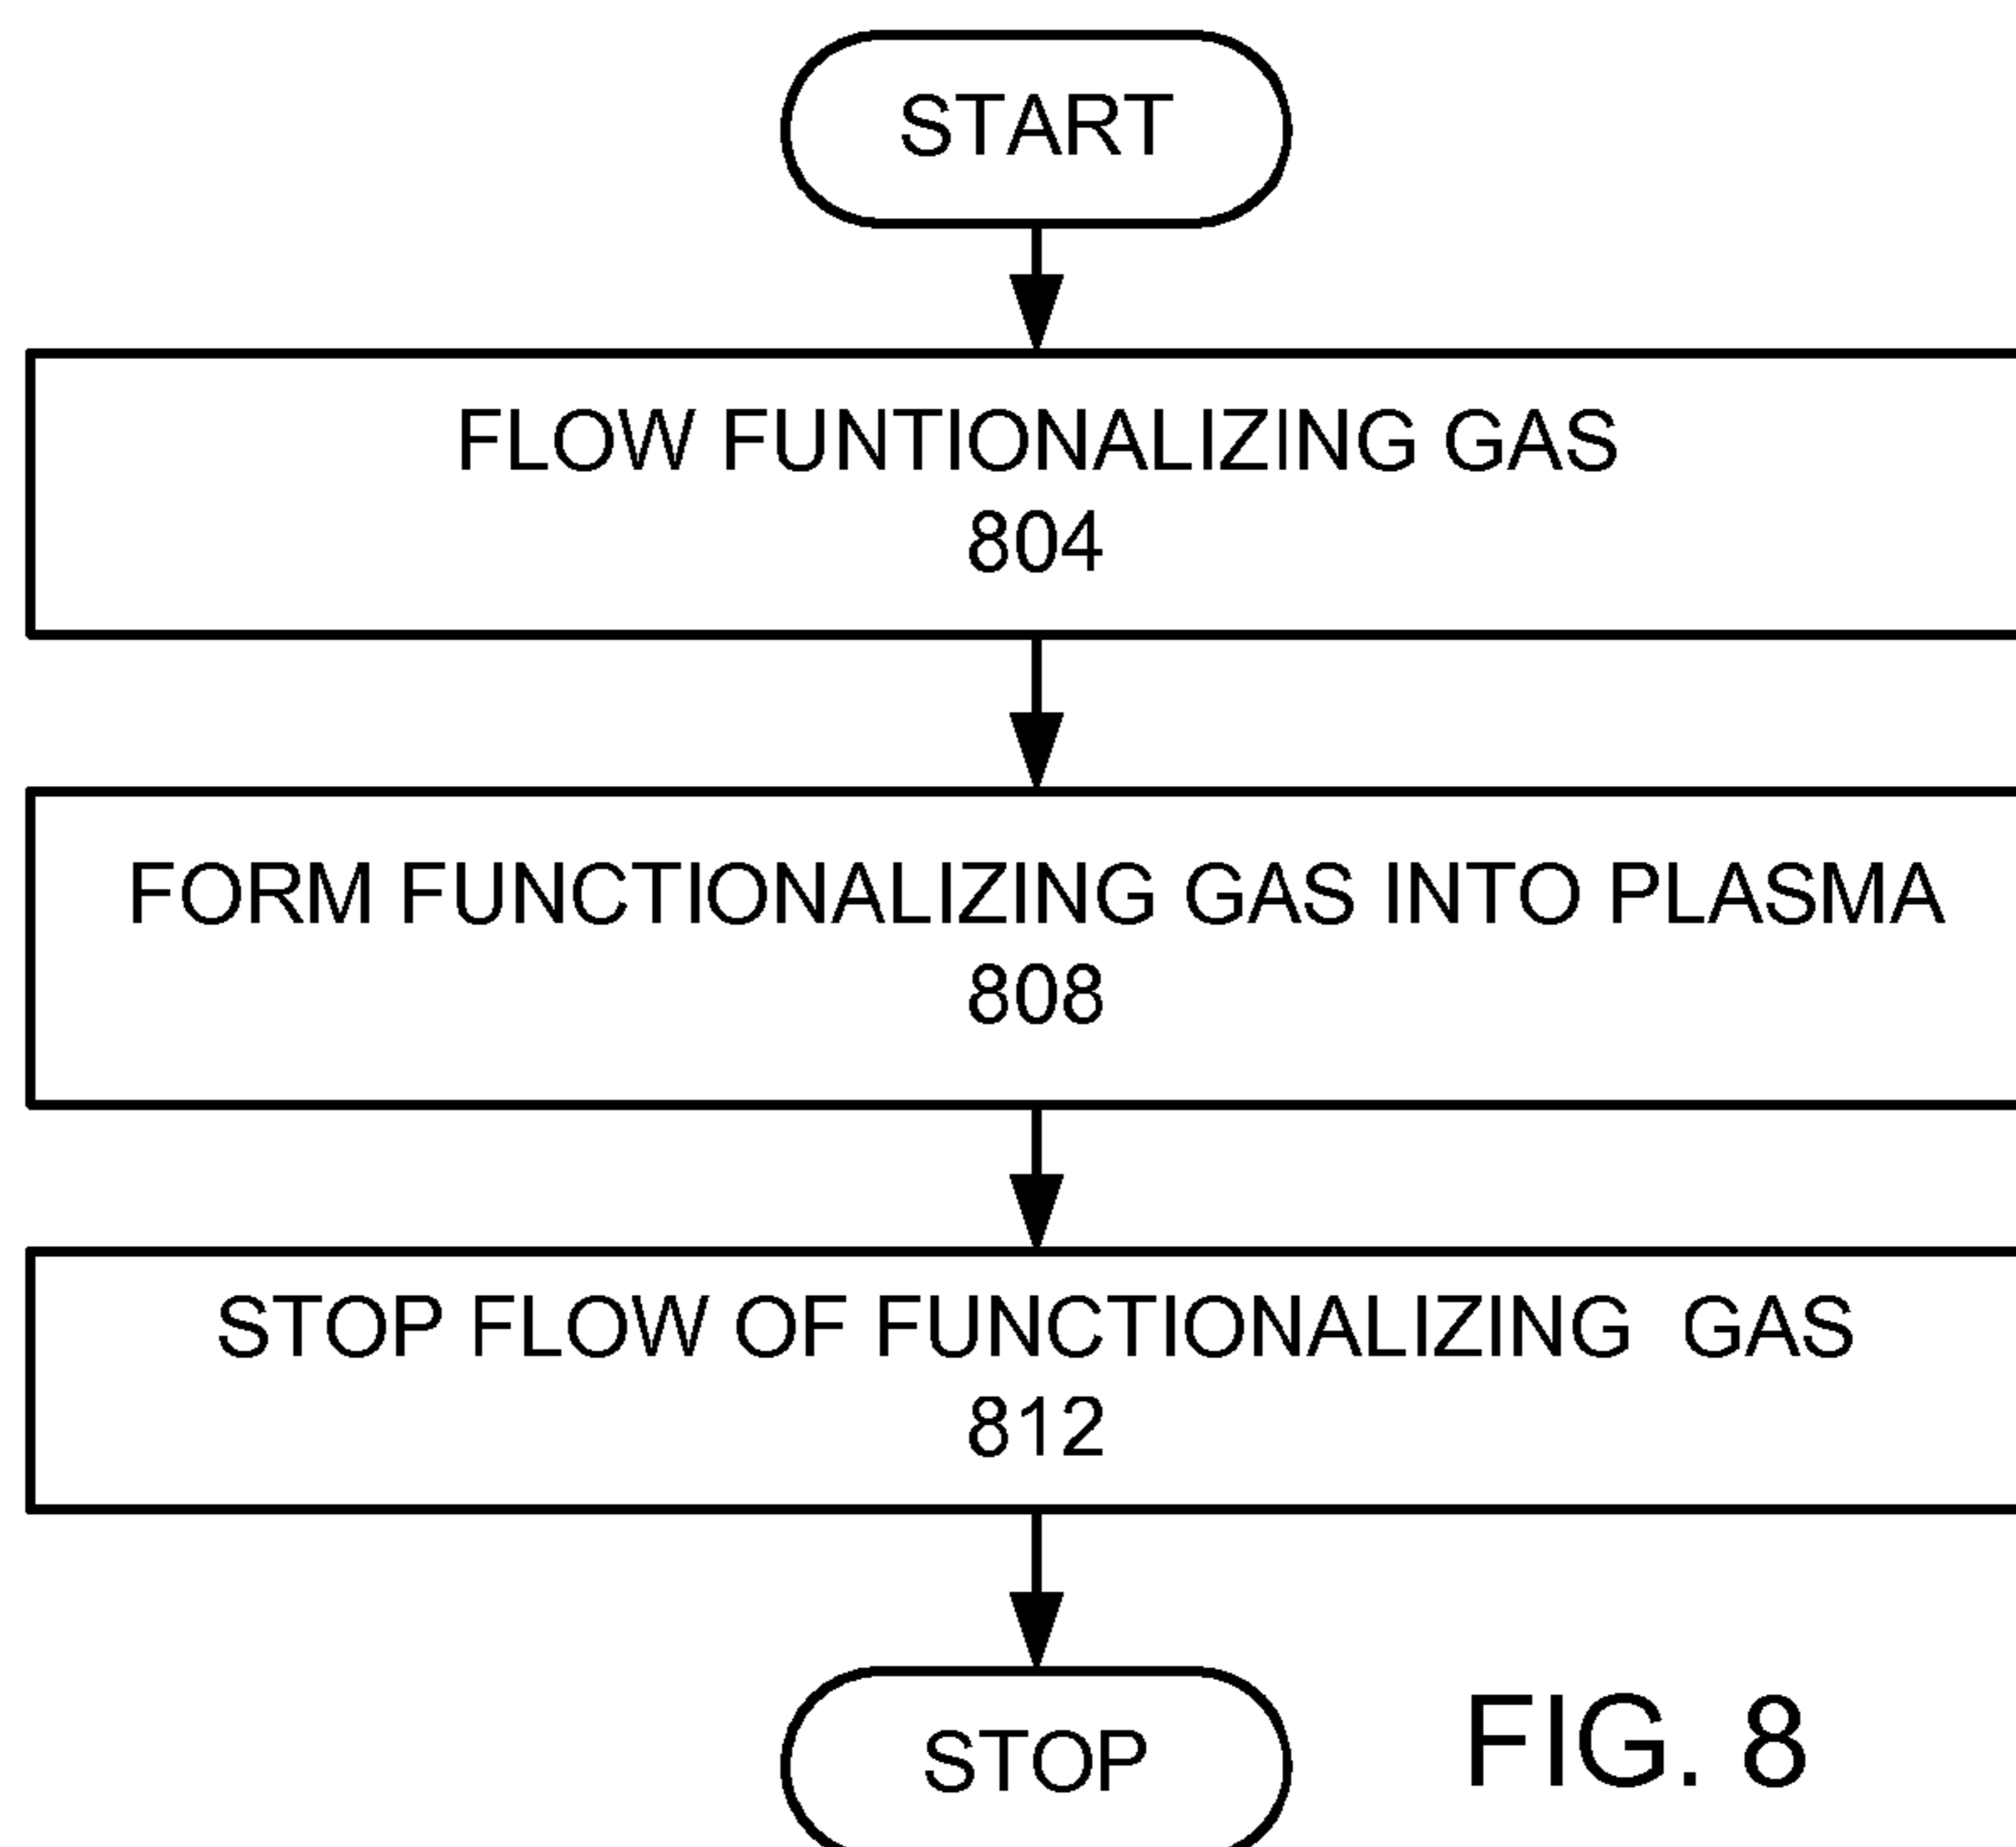 START
FLOW FUNTIONALIZING GAS
804
FORM FUNCTIONALIZING GAS INTO PLASMA
808
STOP FLOW OF FUNCTIONALIZING GAS
812
STOP
FIG. 8